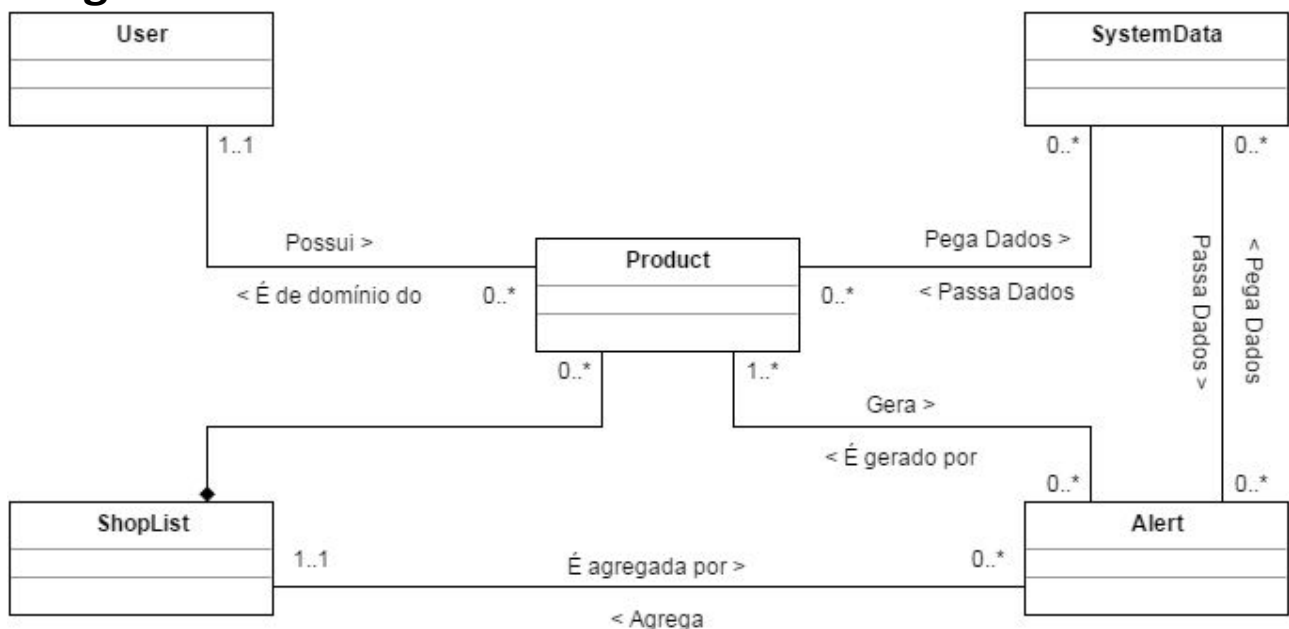 User
SystemData
1..1
0..*
0..*
Possui >
Pega Dados >
Product
< É de domínio do
0..*
0..*
< Passa Dados
Passa Dados >
< Pega Dados
0..*
1..*
Gera >
< É gerado por
0..*
0..*
ShopList
Alert
1..1
É agregada por >
0..*
< Agrega